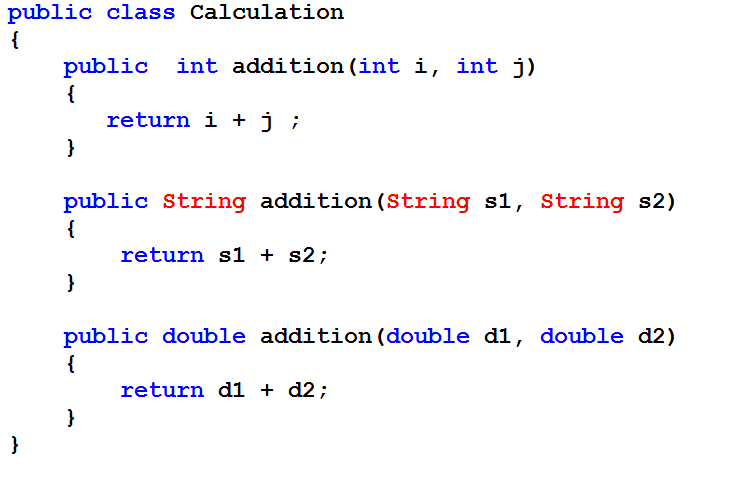 public class Calculation
{
    public  int addition(int i, int j)
    {
       return i + j ;
    }

    public String addition(String s1, String s2)
    {
        return s1 + s2;
    }

    public double addition(double d1, double d2)
    {
        return d1 + d2;
    }
}